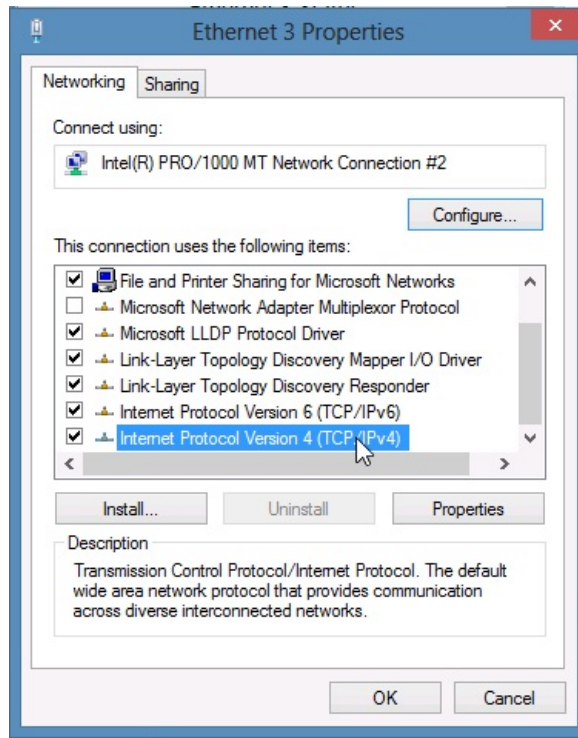 Ethernet 3 Properties
Networking
Sharing
Connect using:
Intel(R) PRO/1000 MT Network Connection #2
Configure...
This connection uses the following items:
File and Printer Sharing for Microsoft Networks
Microsoft Network Adapter Multiplexor Protocol
Microsoft LLDP Protocol Driver
Link-Layer Topology Discovery Mapper I/O Driver
Link-Layer Topology Discovery Responder
Internet Protocol Version 6 (TCP/IPv6)
Internet Protocol Version 4 (TCP/IPv4)
Install...
Uninstall
Properties
Description
Transmission Control Protocol/Internet Protocol. The default
wide area network protocol that provides communication
across diverse interconnected networks.
OK
Cancel